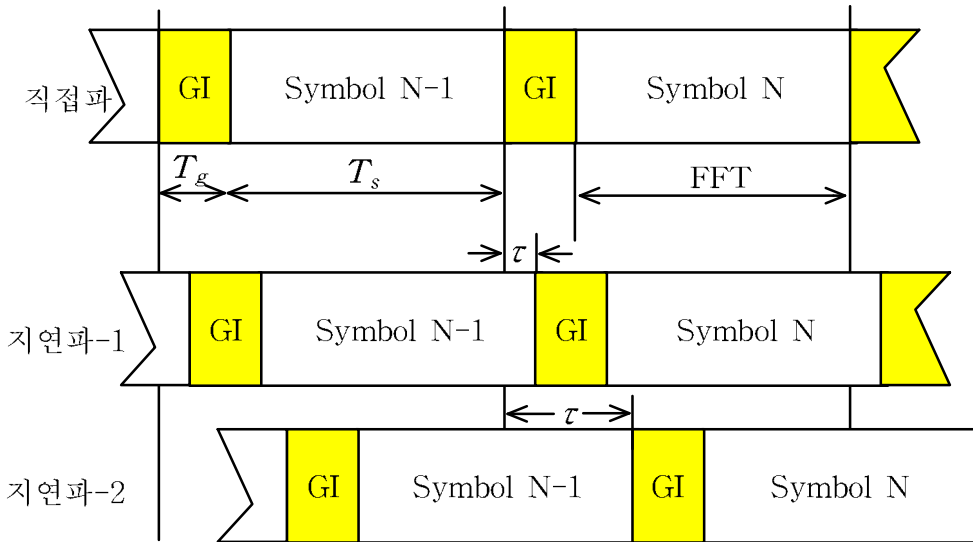 직접파 GI Symbol N-1 GI Symbol N
T_g T_s FFT
τ
지연파-1 GI Symbol N-1 GI Symbol N
τ
지연파-2 GI Symbol N-1 GI Symbol N